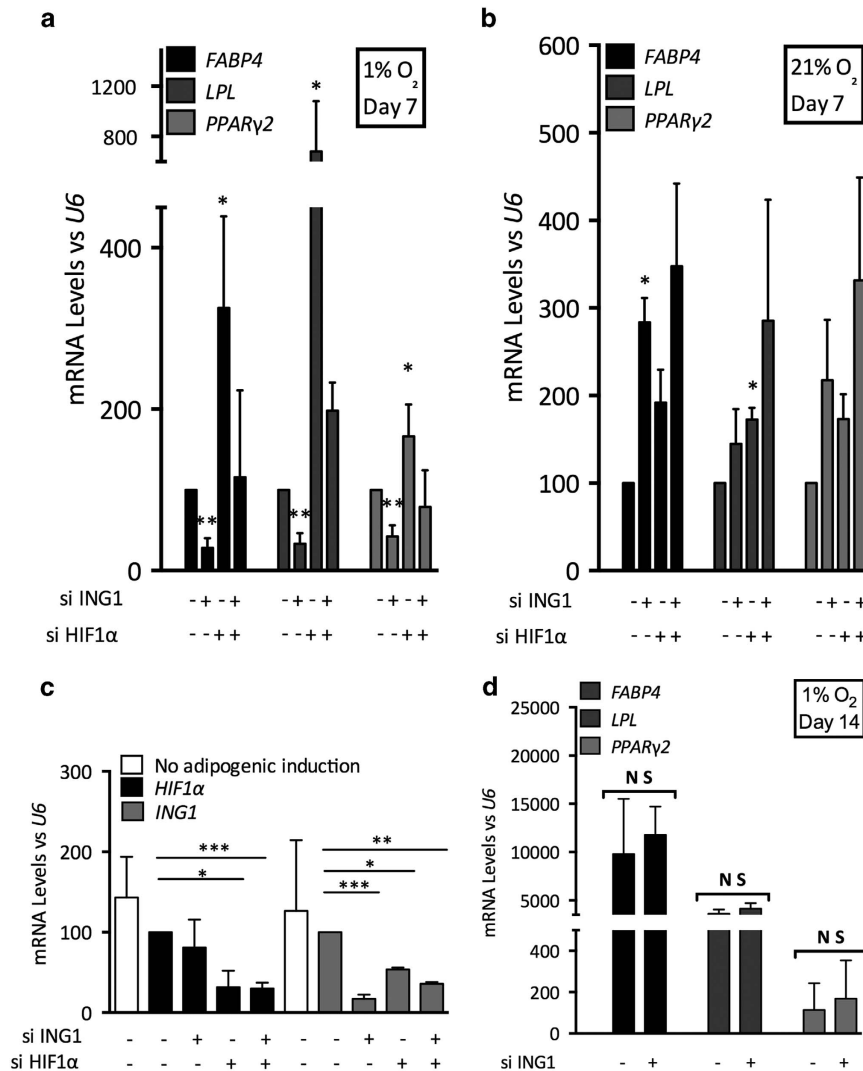 a
FABP4
LPL
PPARγ2
1% O2
Day 7
mRNA Levels vs U6
1200
800
400
200
0
*
*
*
** ** **
si ING1 - + - + - + - + - + - +
si HIF1α - - + + - - + + - - + +
b
FABP4
LPL
PPARγ2
21% O2
Day 7
mRNA Levels vs U6
600
500
400
300
200
100
0
*
*
si ING1 - + - + - + - + - + - +
si HIF1α - - + + - - + + - - + +
c
No adipogenic induction
HIF1α
ING1
mRNA Levels vs U6
300
200
100
0
***
*
**
*
***
si ING1 - - + - + - - + - +
si HIF1α - - - + + - - - + +
d
FABP4
LPL
PPARγ2
1% O2
Day 14
mRNA Levels vs U6
25000
20000
15000
10000
5000
400
200
0
NS
NS
NS
si ING1 - + - + - +